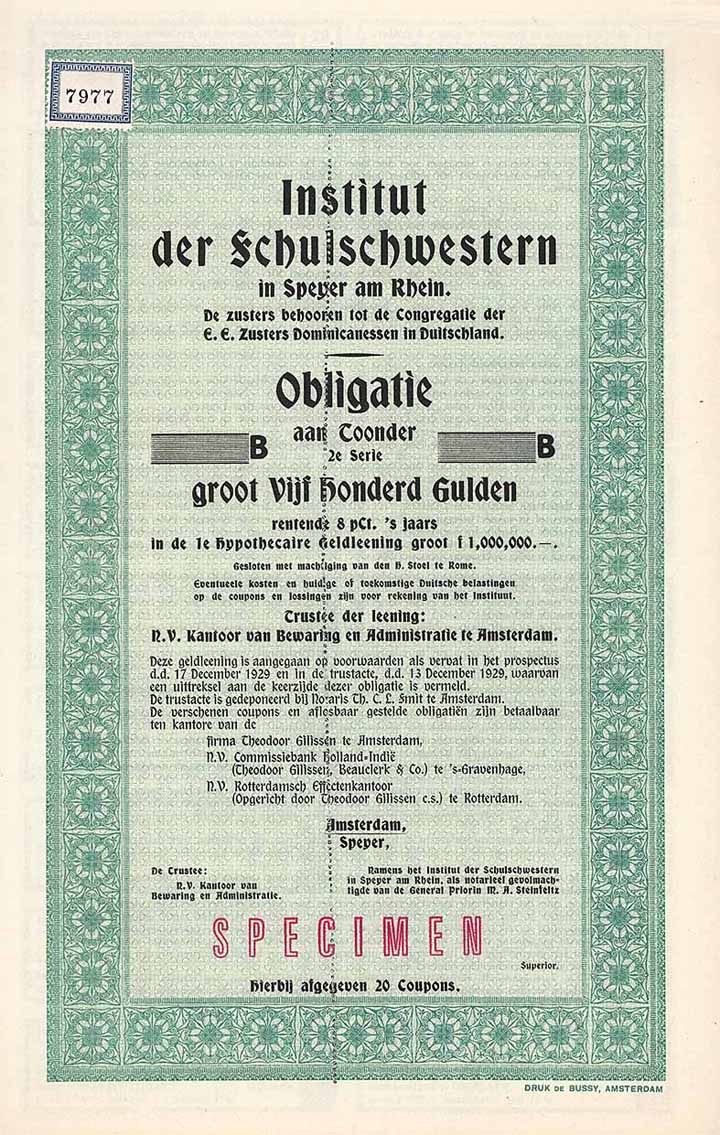 7977
Institut
der Schulschwestern
in Speyer am Rhein.
De zusters behooren tot de Congregatie der
E. E. Zusters Dominicanessen in Duitschland.
Obligatie
aan Toonder
B B
2e Serie
groot Vijf Honderd Gulden
rentende 8 pCt. 's jaars
in de 1e Hypothecaire Geldleening groot f 1,000,000.—.
Gesloten met machtiging van den H. Stoel te Rome.
Eventueele kosten en huidige of toekomstige Duitsche belastingen
op de coupons en lossingen zijn voor rekening van het Instituut.
Trustee der leening:
N.V. Kantoor van Bewaring en Administratie te Amsterdam.
Deze geldleening is aangegaan op voorwaarden als vervat in het prospectus
d.d. 17 December 1929 en in de trustacte, d.d. 13 December 1929, waarvan
een uittreksel aan de keerzijde dezer obligatie is vermeld.
De trustacte is gedeponeerd bij Notaris Th. C. L. Smit te Amsterdam.
De verschenen coupons en aflosbaar gestelde obligatiën zijn betaalbaar
ten kantore van de
firma Theodoor Gilissen te Amsterdam,
N.V. Commissiebank Holland-Indië
(Theodoor Gilissen, Beauclerk & Co.) te 's-Gravenhage,
N.V. Rotterdamsch Effectenkantoor
(Opgericht door Theodoor Gilissen c.s.) te Rotterdam.
Amsterdam,
Speyer,
De Trustee:
N.V. Kantoor van
Bewaring en Administratie.
Namens het Institut der Schulschwestern
in Speyer am Rhein, als notarieel gevolmach-
tigde van de General Priorin M. A. Steinfeltz
SPECIMEN
Superior.
Hierbij afgegeven 20 Coupons.
DRUK DE BUSSY, AMSTERDAM